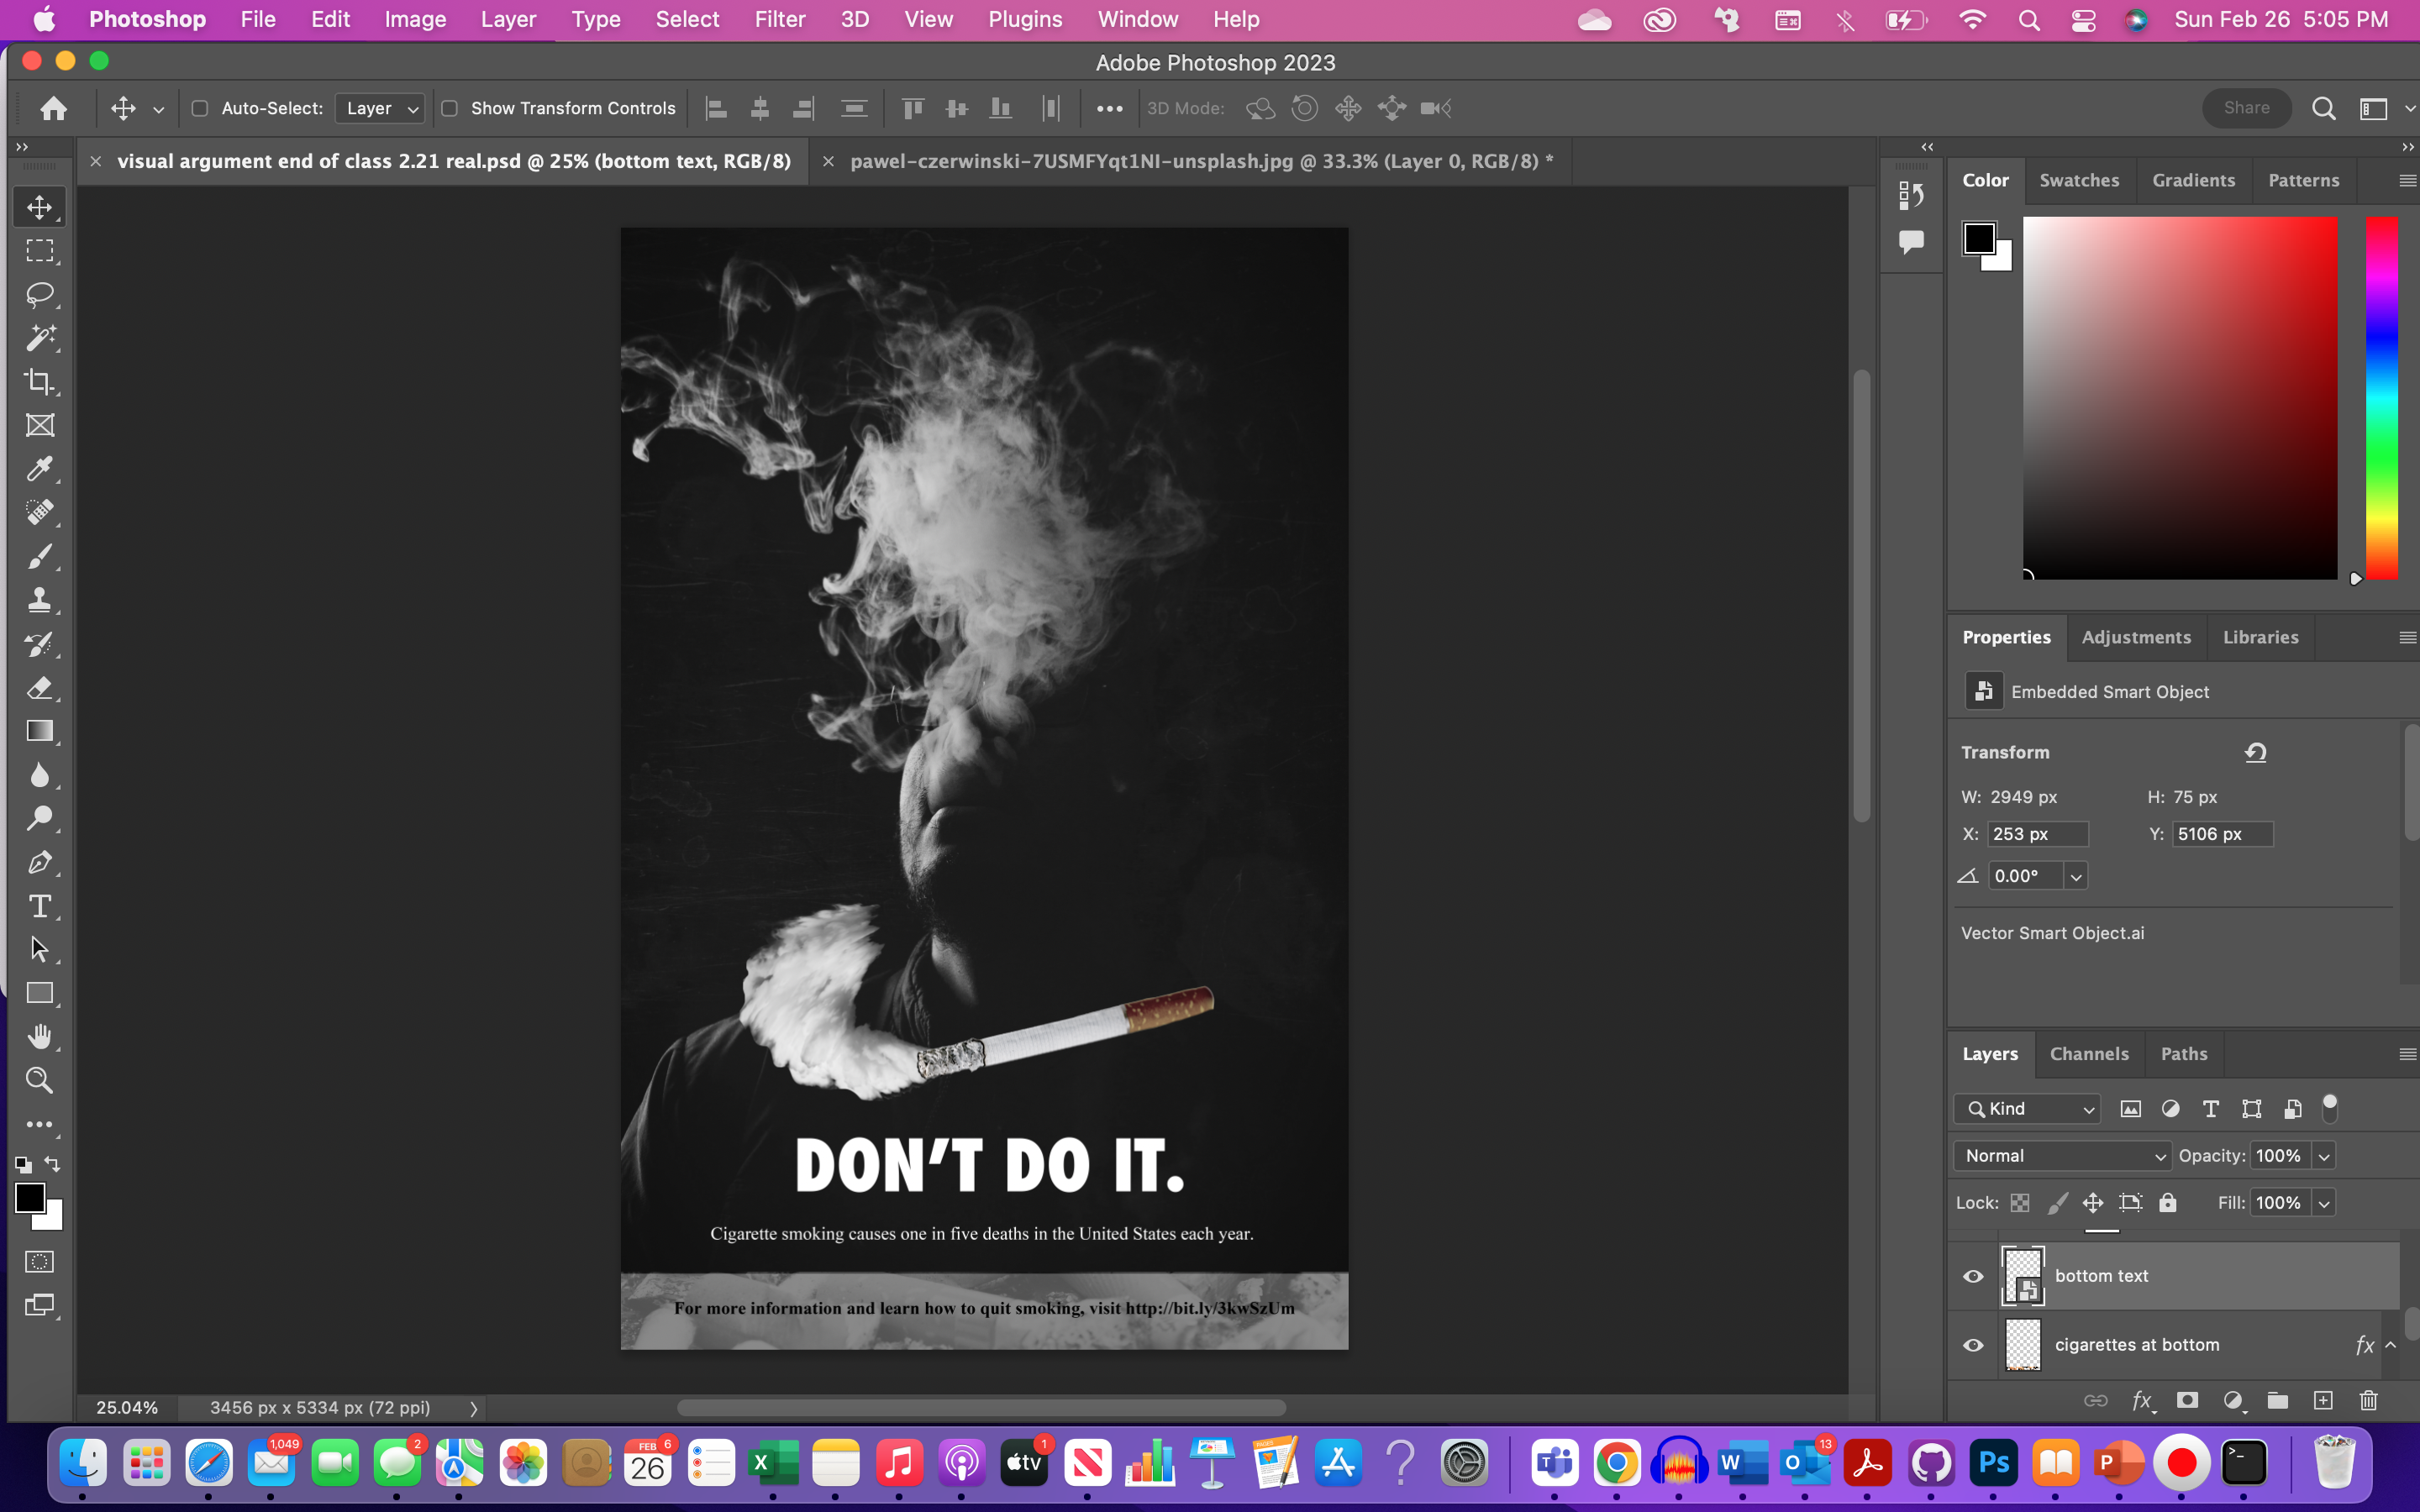 Photoshop File Edit Image Layer Type Select Filter 3D View Plugins Window Help Sun Feb 26 5:05 PM
Adobe Photoshop 2023
Auto-Select: Layer Show Transform Controls 3D Mode: Share
visual argument end of class 2.21 real.psd @ 25% (bottom text, RGB/8)
pawel-czerwinski-7USMFYqt1NI-unsplash.jpg @ 33.3% (Layer 0, RGB/8) *
Color Swatches Gradients Patterns
Properties Adjustments Libraries
Embedded Smart Object
Transform
W: 2949 px H: 75 px
X: 253 px Y: 5106 px
0.00°
Vector Smart Object.ai
Layers Channels Paths
Kind
Normal Opacity: 100%
Lock: Fill: 100%
bottom text
cigarettes at bottom fx
fx
DON'T DO IT.
Cigarette smoking causes one in five deaths in the United States each year.
For more information and learn how to quit smoking, visit http://bit.ly/3kwSzUm
25.04% 3456 px x 5334 px (72 ppi)
1,049 2 FEB 6 1 13
26 X tv T W O Ps P